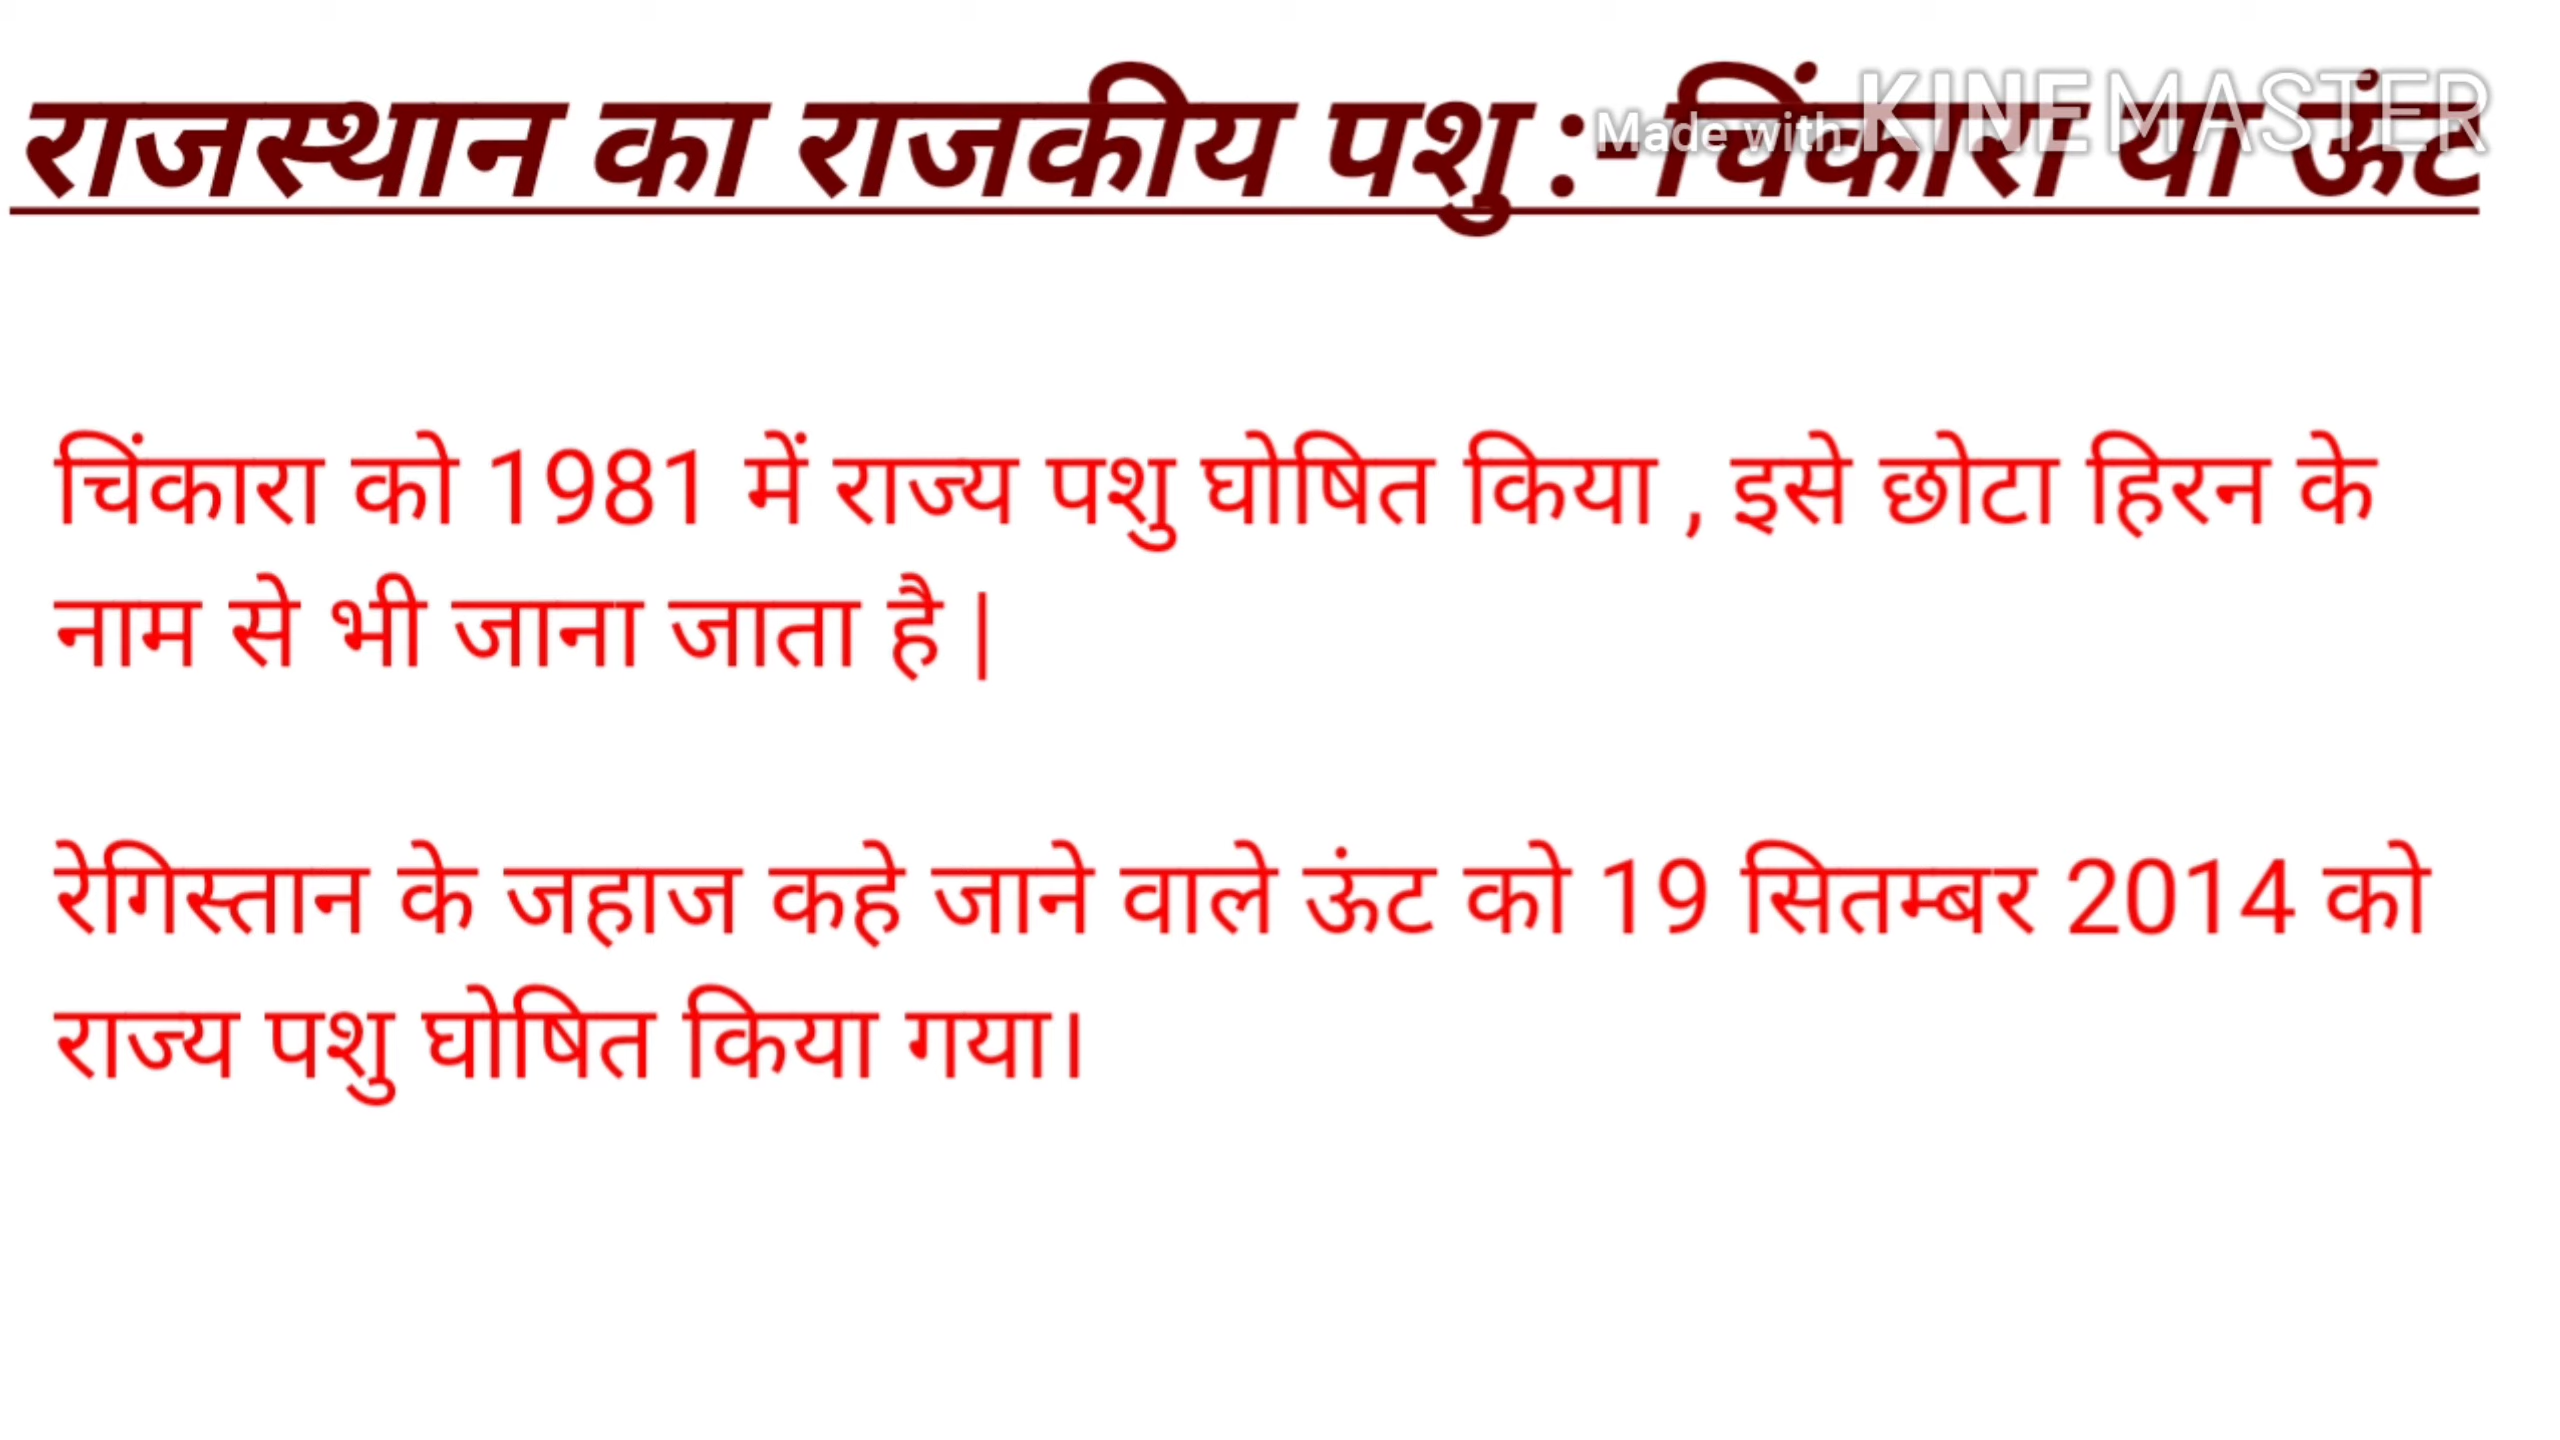 राजस्थान का राजकीय पशु :-चिंकारा या ऊंट
Made with KINEMASTER
चिंकारा को 1981 में राज्य पशु घोषित किया , इसे छोटा हिरन के
नाम से भी जाना जाता है |
रेगिस्तान के जहाज कहे जाने वाले ऊंट को 19 सितम्बर 2014 को
राज्य पशु घोषित किया गया।